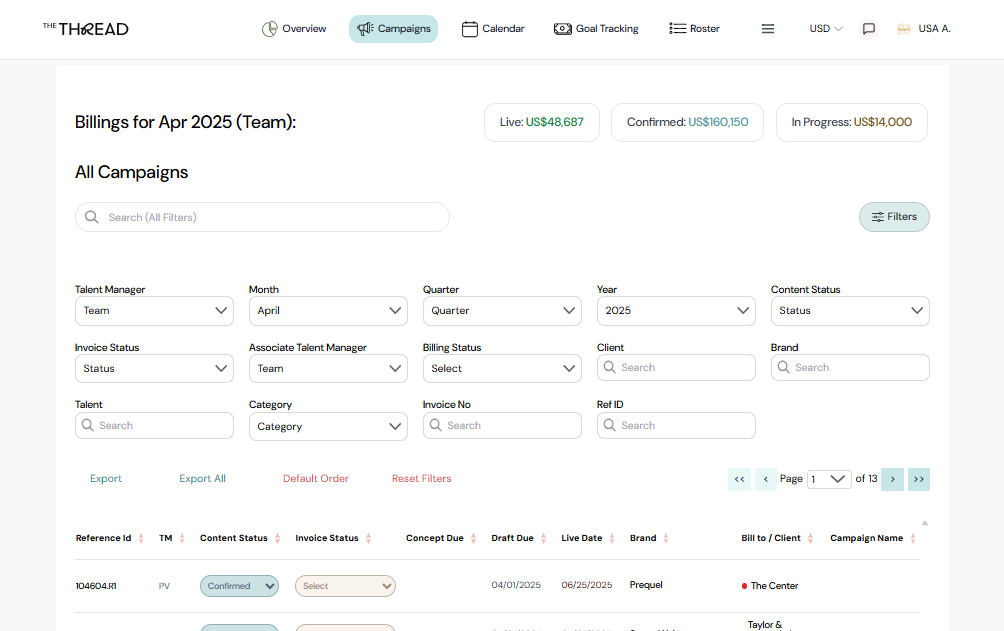 THE THREAD
Overview Campaigns Calendar Goal Tracking Roster USD USA A.
Billings for Apr 2025 (Team): Live: US$48,687 Confirmed: US$160,150 In Progress: US$14,000
All Campaigns
Search (All Filters) Filters
Talent Manager Month Quarter Year Content Status
Team April Quarter 2025 Status
Invoice Status Associate Talent Manager Billing Status Client Brand
Status Team Select Search Search
Talent Category Invoice No Ref ID
Search Category Search Search
Export Export All Default Order Reset Filters << < Page 1 of 13 > >>
Reference Id TM Content Status Invoice Status Concept Due Draft Due Live Date Brand Bill to / Client Campaign Name
104604.R1 PV Confirmed Select 04/01/2025 06/25/2025 Prequel The Center
Taylor &